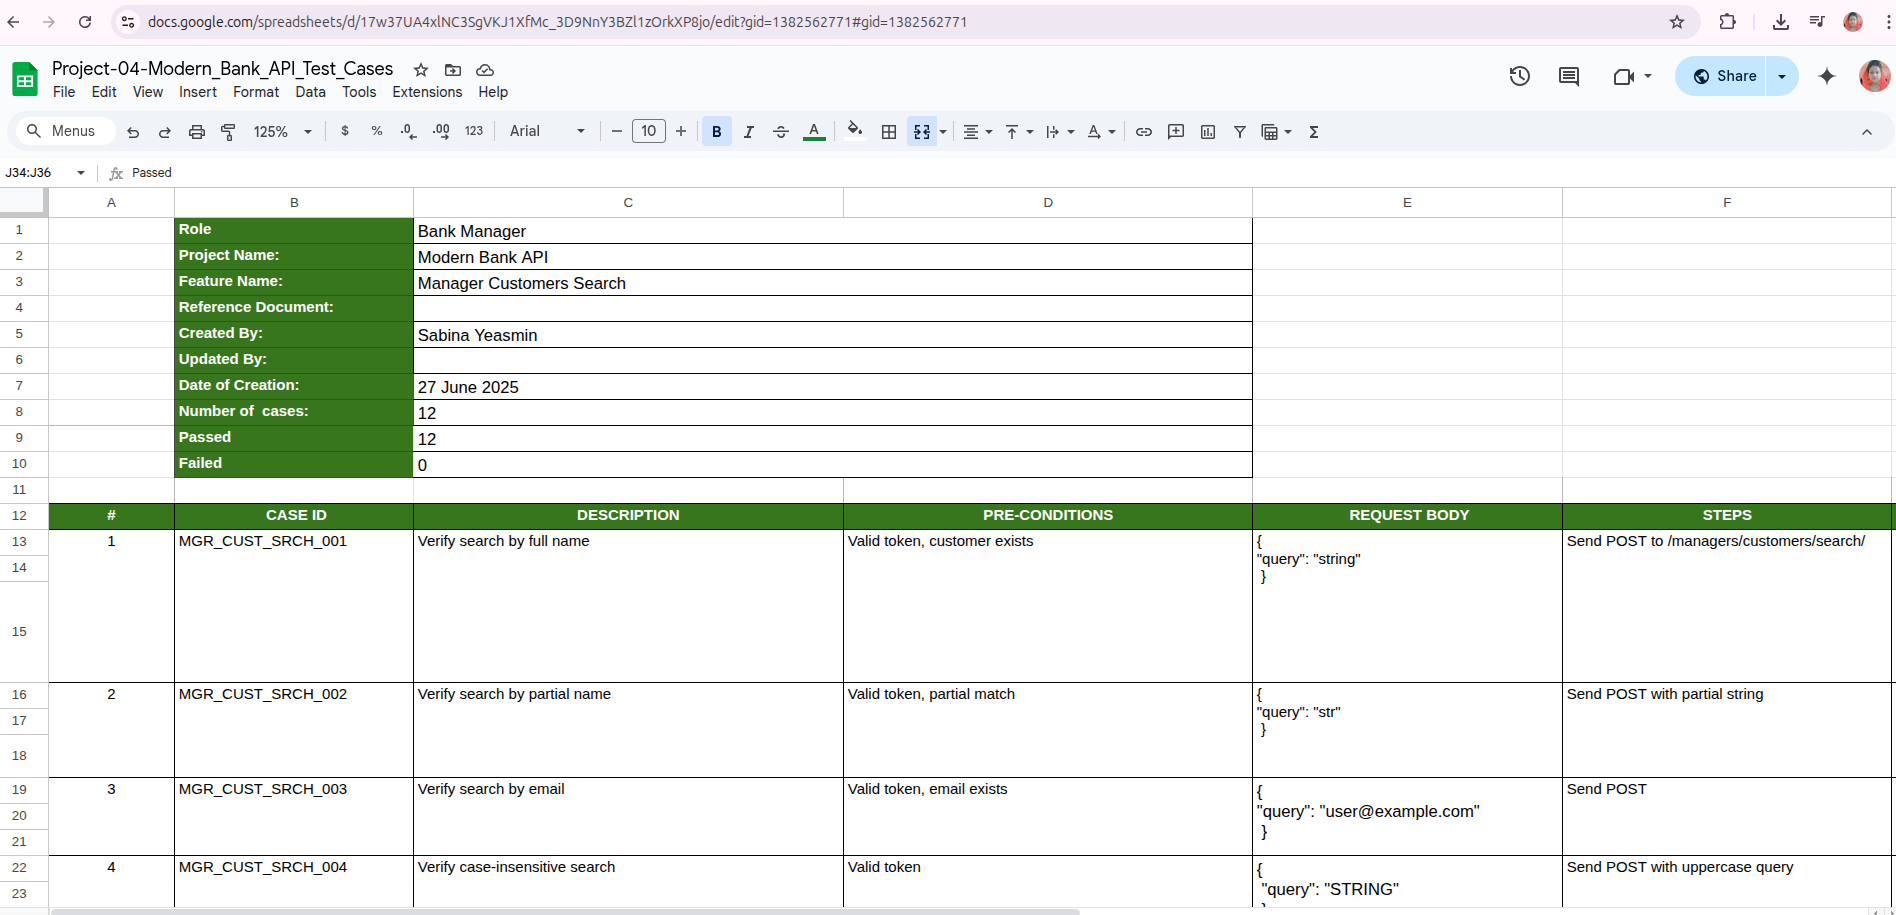 docs.google.com/spreadsheets/d/17w37UA4xlNC3SgVKJ1XfMc_3D9NnY3BZl1zOrkXP8jo/edit?gid=1382562771#gid=1382562771
Project-04-Modern_Bank_API_Test_Cases
File Edit View Insert Format Data Tools Extensions Help
Share
Menus 125% $ % .0 .00 123 Arial 10 B I A Σ
J34:J36 fx Passed
A B C D E F
1 Role Bank Manager
2 Project Name: Modern Bank API
3 Feature Name: Manager Customers Search
4 Reference Document:
5 Created By: Sabina Yeasmin
6 Updated By:
7 Date of Creation: 27 June 2025
8 Number of  cases: 12
9 Passed 12
10 Failed 0
11
12 # CASE ID DESCRIPTION PRE-CONDITIONS REQUEST BODY STEPS
13 1 MGR_CUST_SRCH_001 Verify search by full name Valid token, customer exists { Send POST to /managers/customers/search/
14 "query": "string"
}
15
16 2 MGR_CUST_SRCH_002 Verify search by partial name Valid token, partial match { Send POST with partial string
17 "query": "str"
}
18
19 3 MGR_CUST_SRCH_003 Verify search by email Valid token, email exists { Send POST
20 "query": "user@example.com"
21 }
22 4 MGR_CUST_SRCH_004 Verify case-insensitive search Valid token { Send POST with uppercase query
23 "query": "STRING"